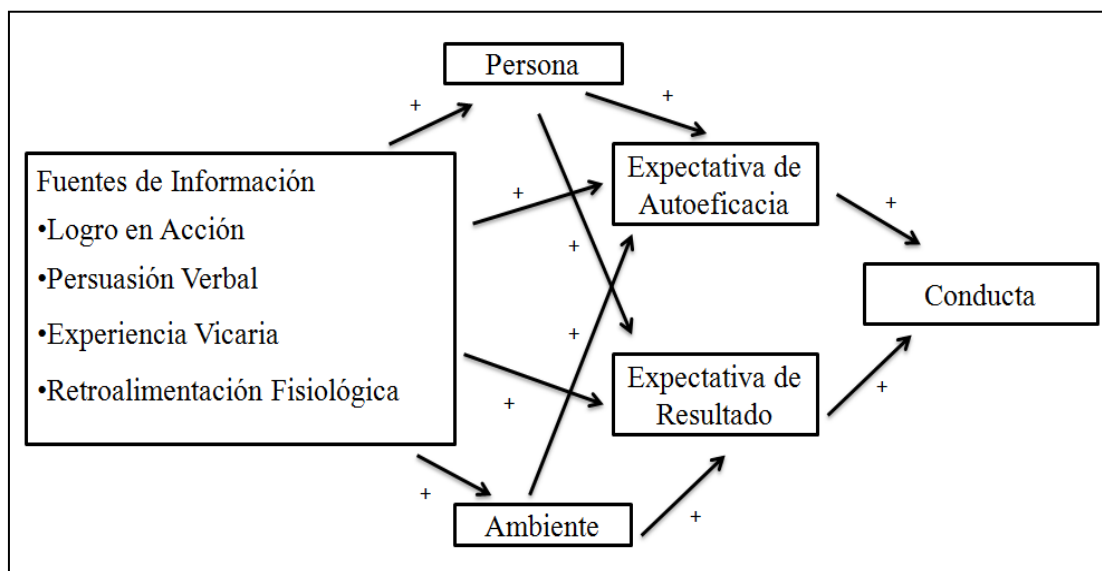 Persona
+
+
Fuentes de Información
•Logro en Acción
•Persuasión Verbal
•Experiencia Vicaria
•Retroalimentación Fisiológica
+
+
+
+
+
Expectativa de
Autoeficacia
+
Expectativa de
Resultado
+
Conducta
Ambiente
+